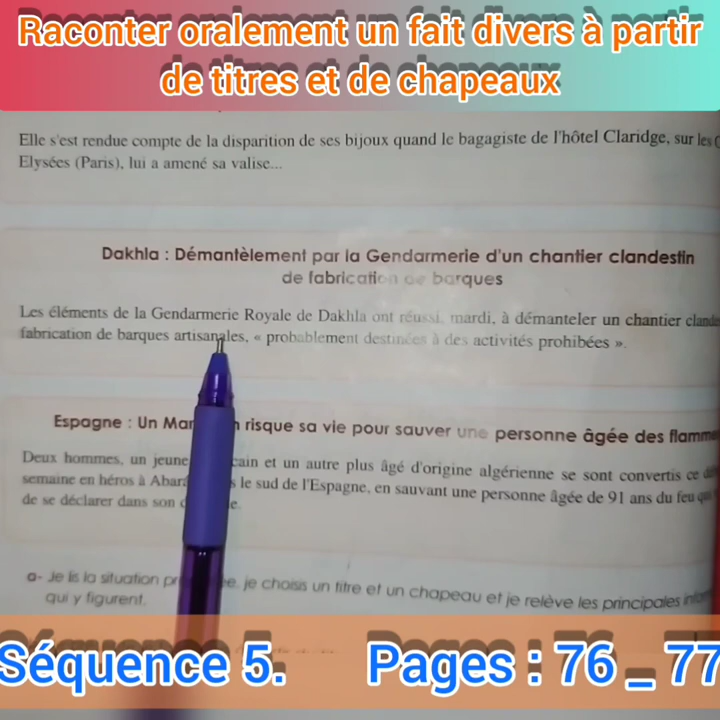 Raconter oralement un fait divers à partir
de titres et de chapeaux
Elle s'est rendue compte de la disparition de ses bijoux quand le bagagiste de l'hôtel Claridge, sur les
Elysées (Paris), lui a amené sa valise...
Dakhla : Démantèlement par la Gendarmerie d'un chantier clandestin
de fabrication de barques
Les éléments de la Gendarmerie Royale de Dakhla ont réussi, mardi, à démanteler un chantier
fabrication de barques artisanales, « probablement destinées à des activités prohibées ».
Espagne : Un risque sa vie pour sauver une personne âgée des
Deux hommes, un jeune et un autre plus âgé d'origine algérienne se sont convertis ce
semaine en héros à le sud de l'Espagne, en sauvant une personne âgée de 91 ans du feu
de se déclarer dans son
a- Je lis la situation je choisis un titre et un chapeau et je relève les principales
qui y figurent.
Séquence 5. Pages : 76 _ 77